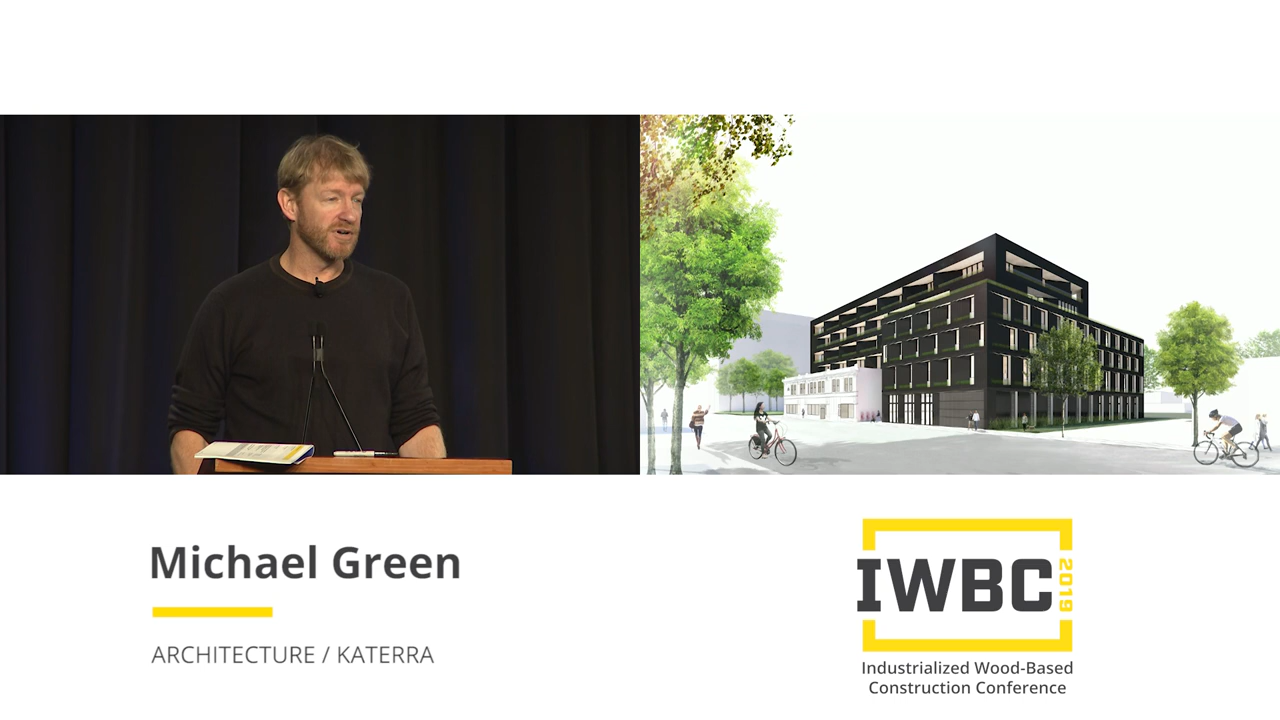 Michael Green
ARCHITECTURE / KATERRA
IWBC 2019
Industrialized Wood-Based
Construction Conference